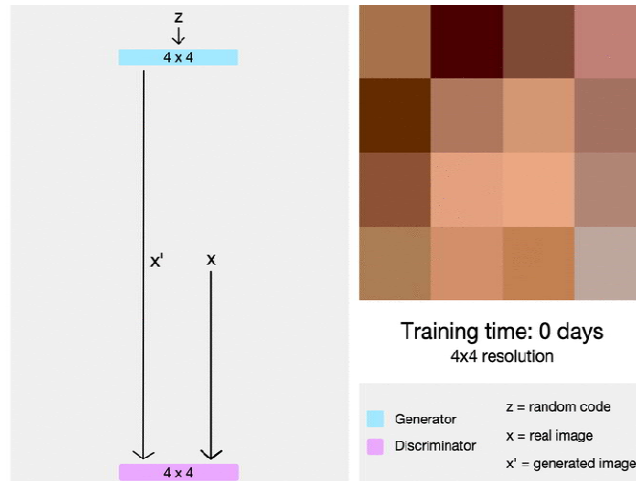 z
4 x 4
x'
x
4 x 4
Training time: 0 days
4x4 resolution
Generator
Discriminator
z = random code
x = real image
x' = generated image